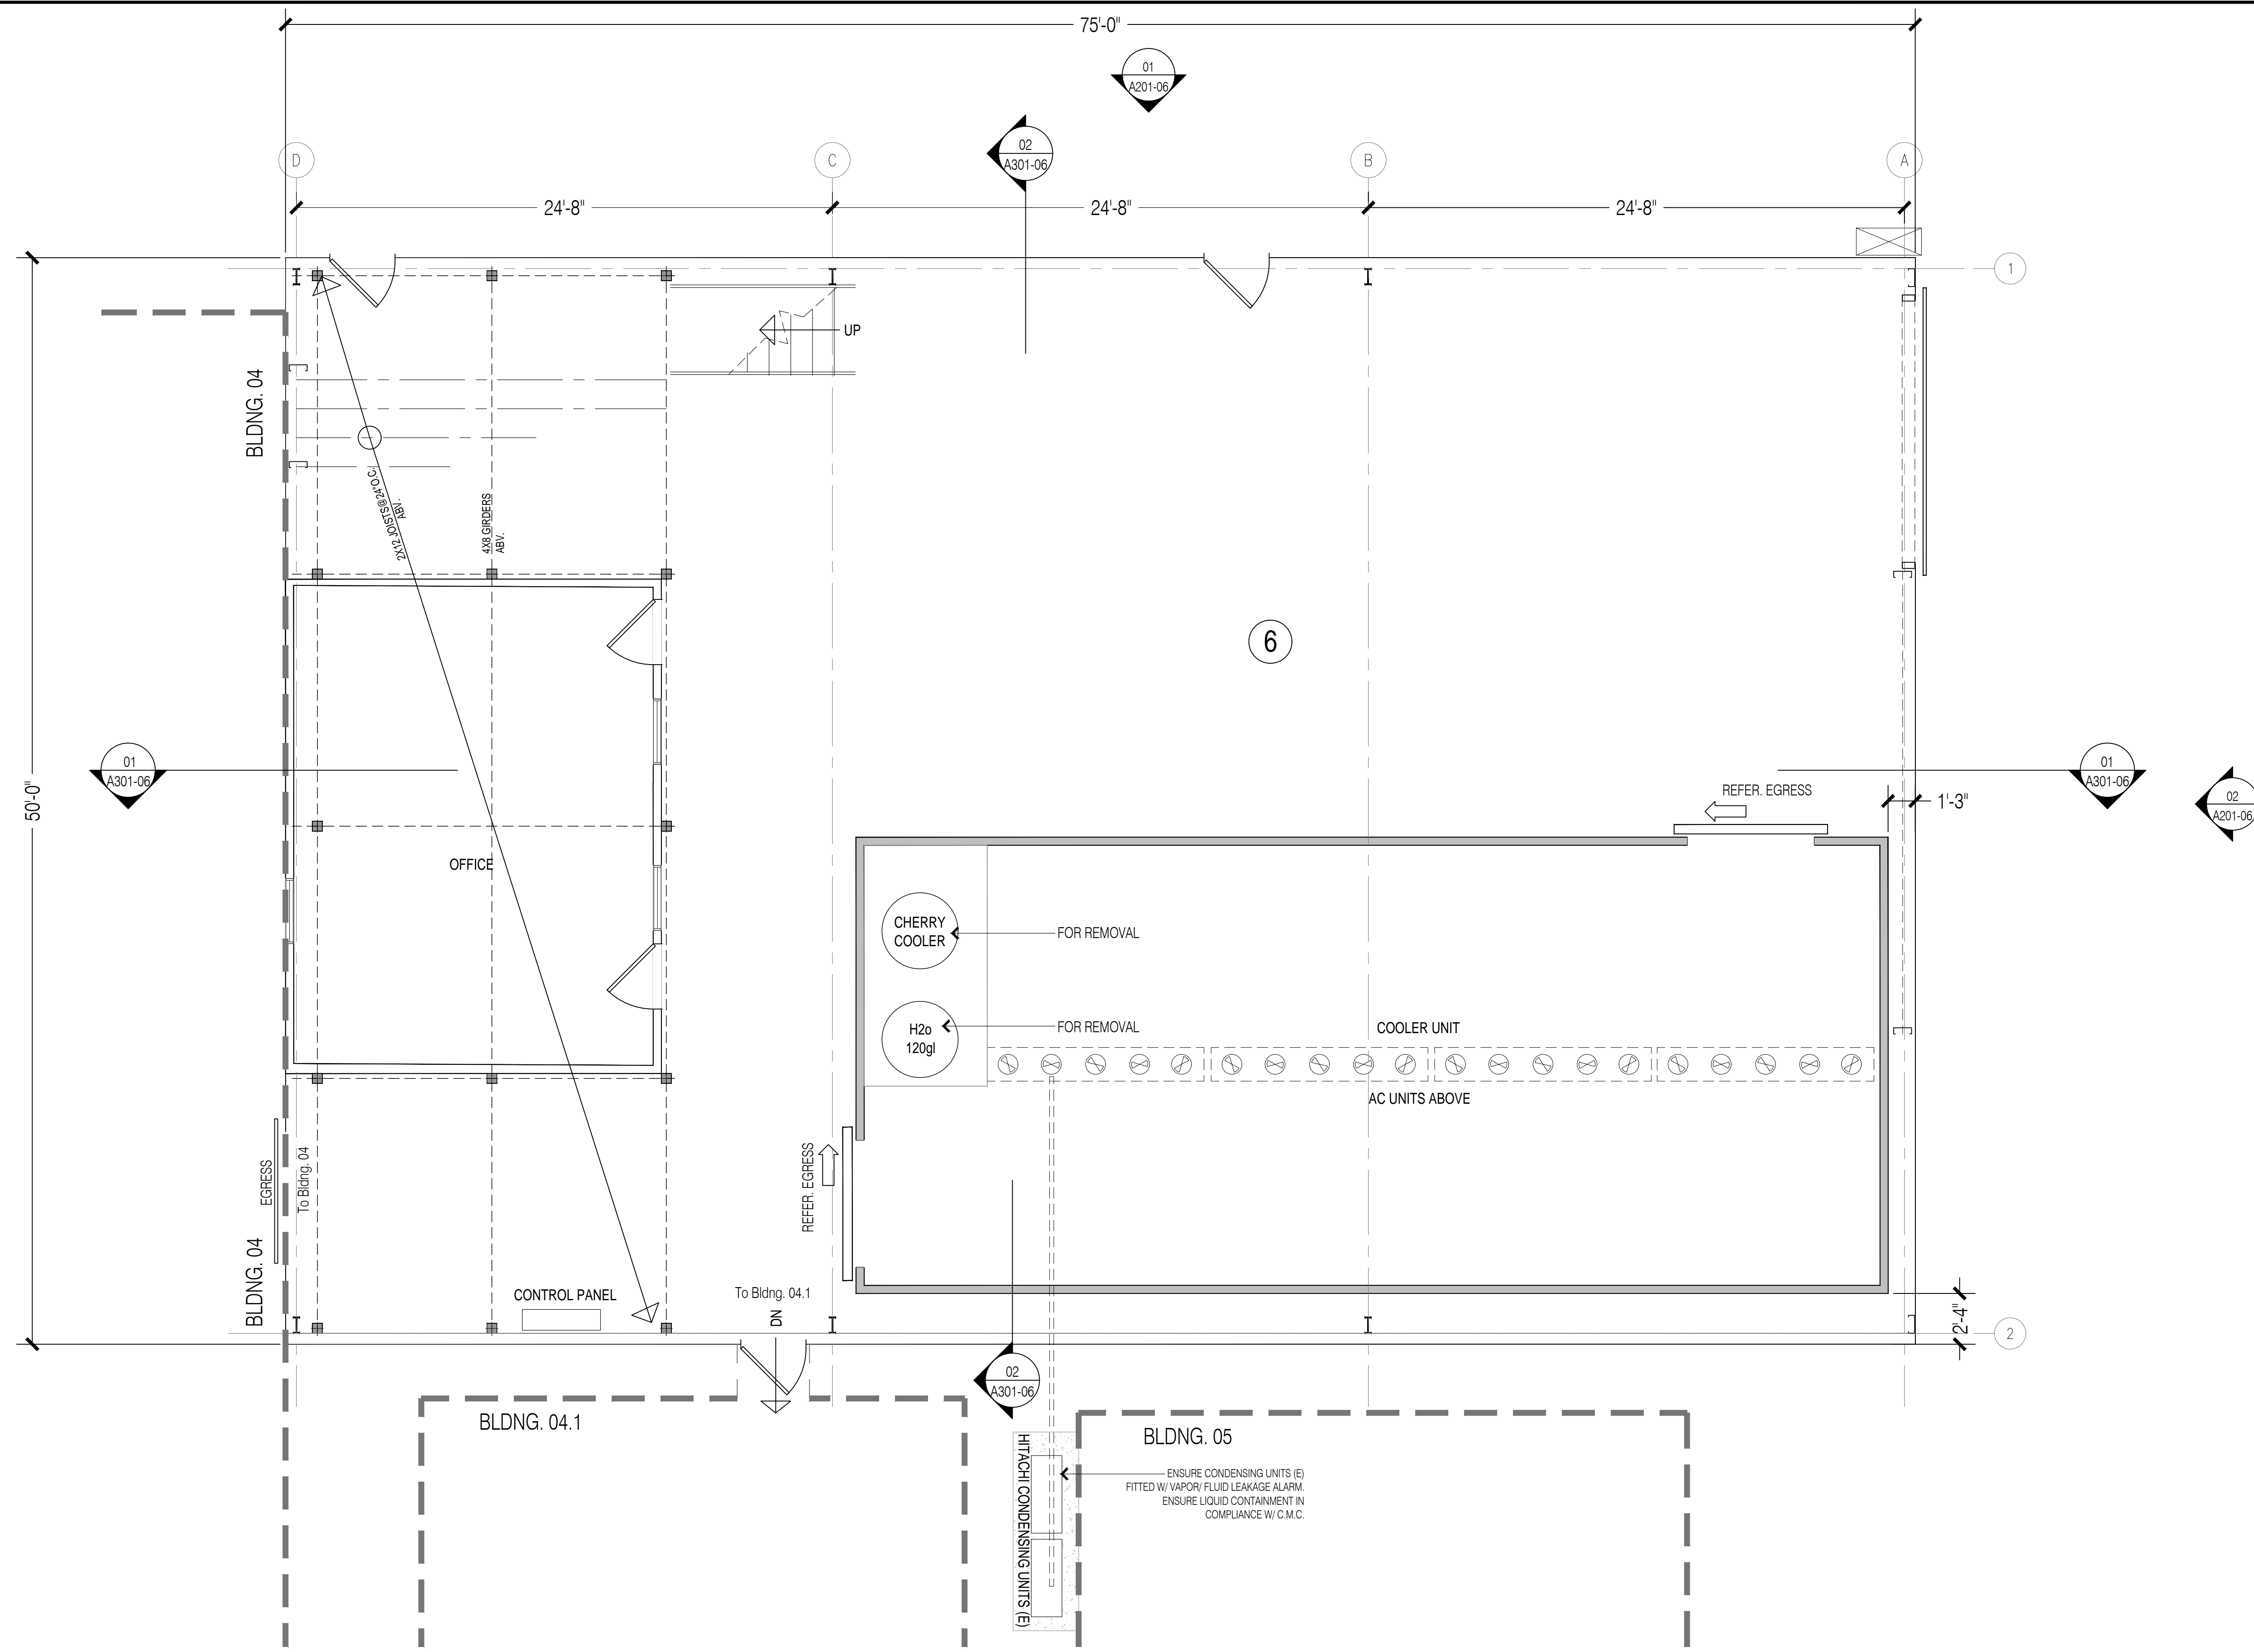 75'-0"
01
A201-06
02
A301-06
D
C
B
A
24'-8"
24'-8"
24'-8"
1
UP
BLDNG. 04
2X12 JOISTS@24"O.C.
ABV.
4X8 GIRDERS
ABV.
6
50'-0"
01
A301-06
01
A301-06
02
A201-06
REFER. EGRESS
1'-3"
OFFICE
CHERRY
COOLER
FOR REMOVAL
H2o
120gl
FOR REMOVAL
COOLER UNIT
AC UNITS ABOVE
EGRESS
To Bldng. 04
REFER. EGRESS
BLDNG. 04
CONTROL PANEL
To Bldng. 04.1
DN
2'-4"
2
02
A301-06
BLDNG. 04.1
BLDNG. 05
HITACHI CONDENSING UNITS (E)
ENSURE CONDENSING UNITS (E)
FITTED W/ VAPOR/ FLUID LEAKAGE ALARM.
ENSURE LIQUID CONTAINMENT IN
COMPLIANCE W/ C.M.C.